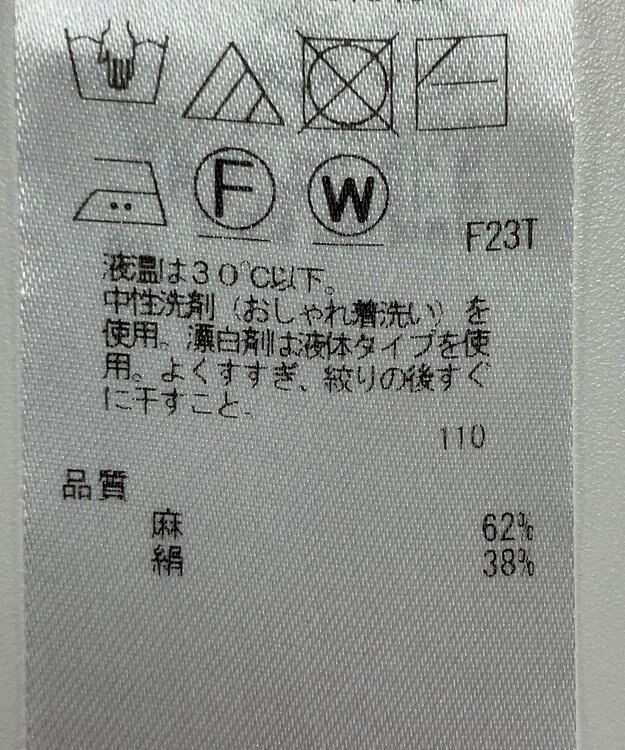 F
W
F23T
液温は30℃以下。
中性洗剤（おしゃれ着洗い）を
使用。漂白剤は液体タイプを使
用。よくすすぎ、絞りの後すぐ
に干すこと。
110
品質
麻 62%
絹 38%